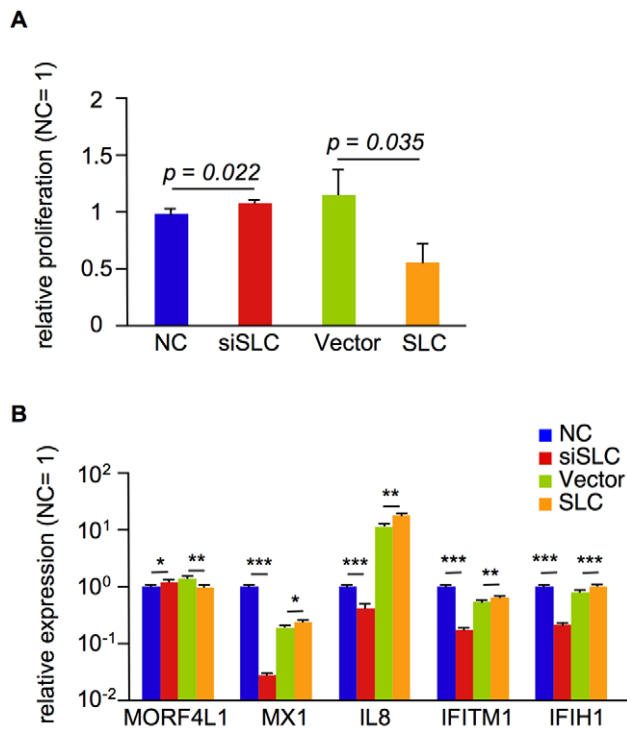 A
relative proliferation (NC= 1)
2
1.5
1
0.5
0
p = 0.022
p = 0.035
NC siSLC Vector SLC
B
relative expression (NC= 1)
NC
siSLC
Vector
SLC
10²
10¹
10⁰
10⁻¹
10⁻²
* ** *** * *** ** *** ** *** ***
MORF4L1 MX1 IL8 IFITM1 IFIH1